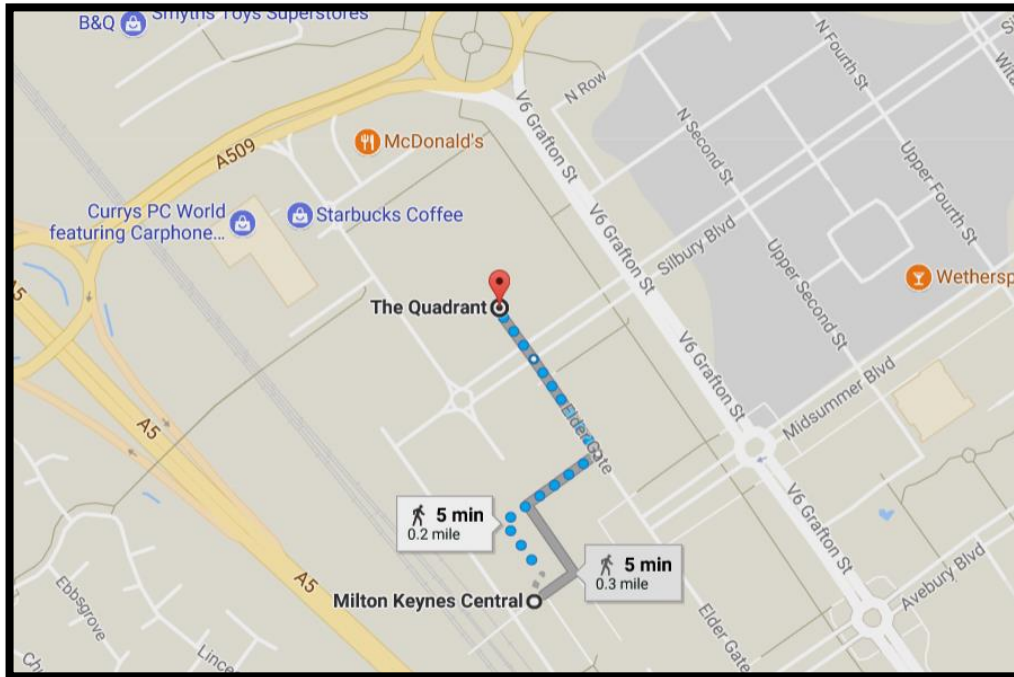 Smyths Toys Superstores
B&Q
N Row
N Fourth St
N Second St
Upper Fourth St
V6 Grafton St
McDonald's
A509
Currys PC World
featuring Carphone...
Starbucks Coffee
V6 Grafton St
Silbury Blvd
Upper Second St
Wethersp
The Quadrant
A5
V6 Grafton St
Midsummer Blvd
Elder Gate
A5
5 min
0.2 mile
V6 Grafton St
5 min
0.3 mile
Avebury Blvd
A5
Milton Keynes Central
Ebbsgrove
Elder Gate
Lince